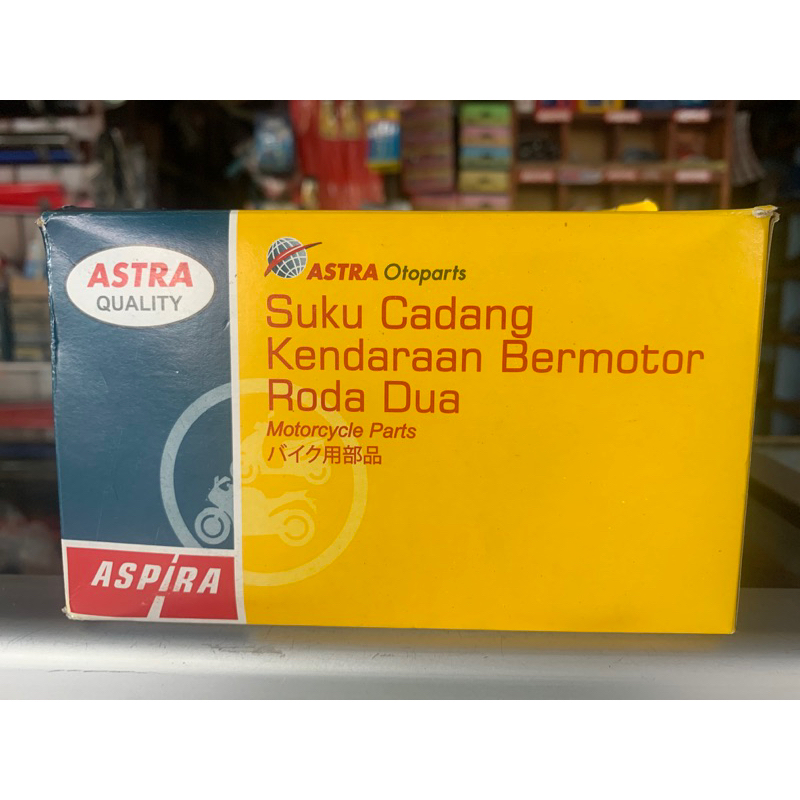 ASTRA
QUALITY
ASTRA Otoparts
Suku Cadang
Kendaraan Bermotor
Roda Dua
Motorcycle Parts
バイク用部品
ASPIRA